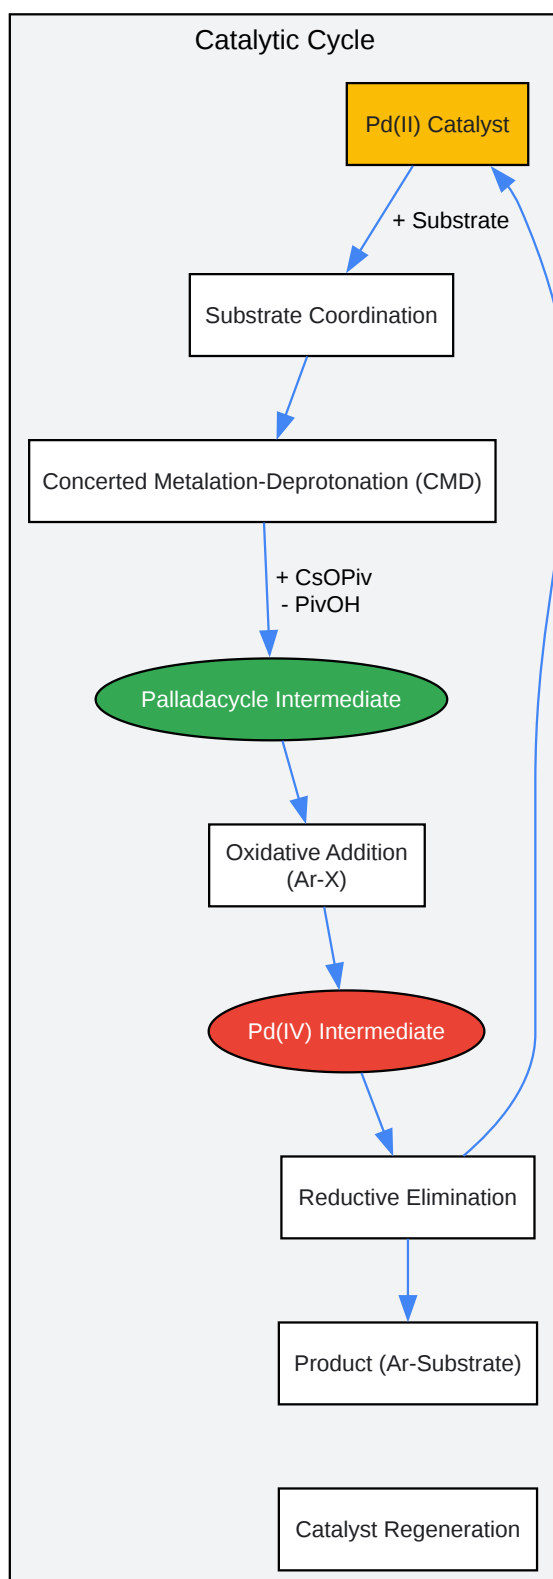 Catalytic Cycle
Pd(II) Catalyst
+ Substrate
Substrate Coordination
Concerted Metalation-Deprotonation (CMD)
+ CsOPiv
- PivOH
Palladacycle Intermediate
Oxidative Addition
(Ar-X)
Pd(IV) Intermediate
Reductive Elimination
Product (Ar-Substrate)
Catalyst Regeneration